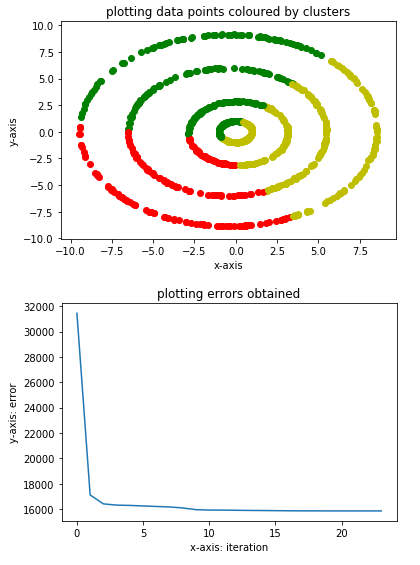 plotting data points coloured by clusters
10.0
7.5
5.0
2.5
0.0
−2.5
−5.0
−7.5
−10.0
y-axis
−10.0 −7.5 −5.0 −2.5 0.0 2.5 5.0 7.5
x-axis
plotting errors obtained
32000
30000
28000
26000
24000
22000
20000
18000
16000
y-axis: error
0 5 10 15 20
x-axis: iteration